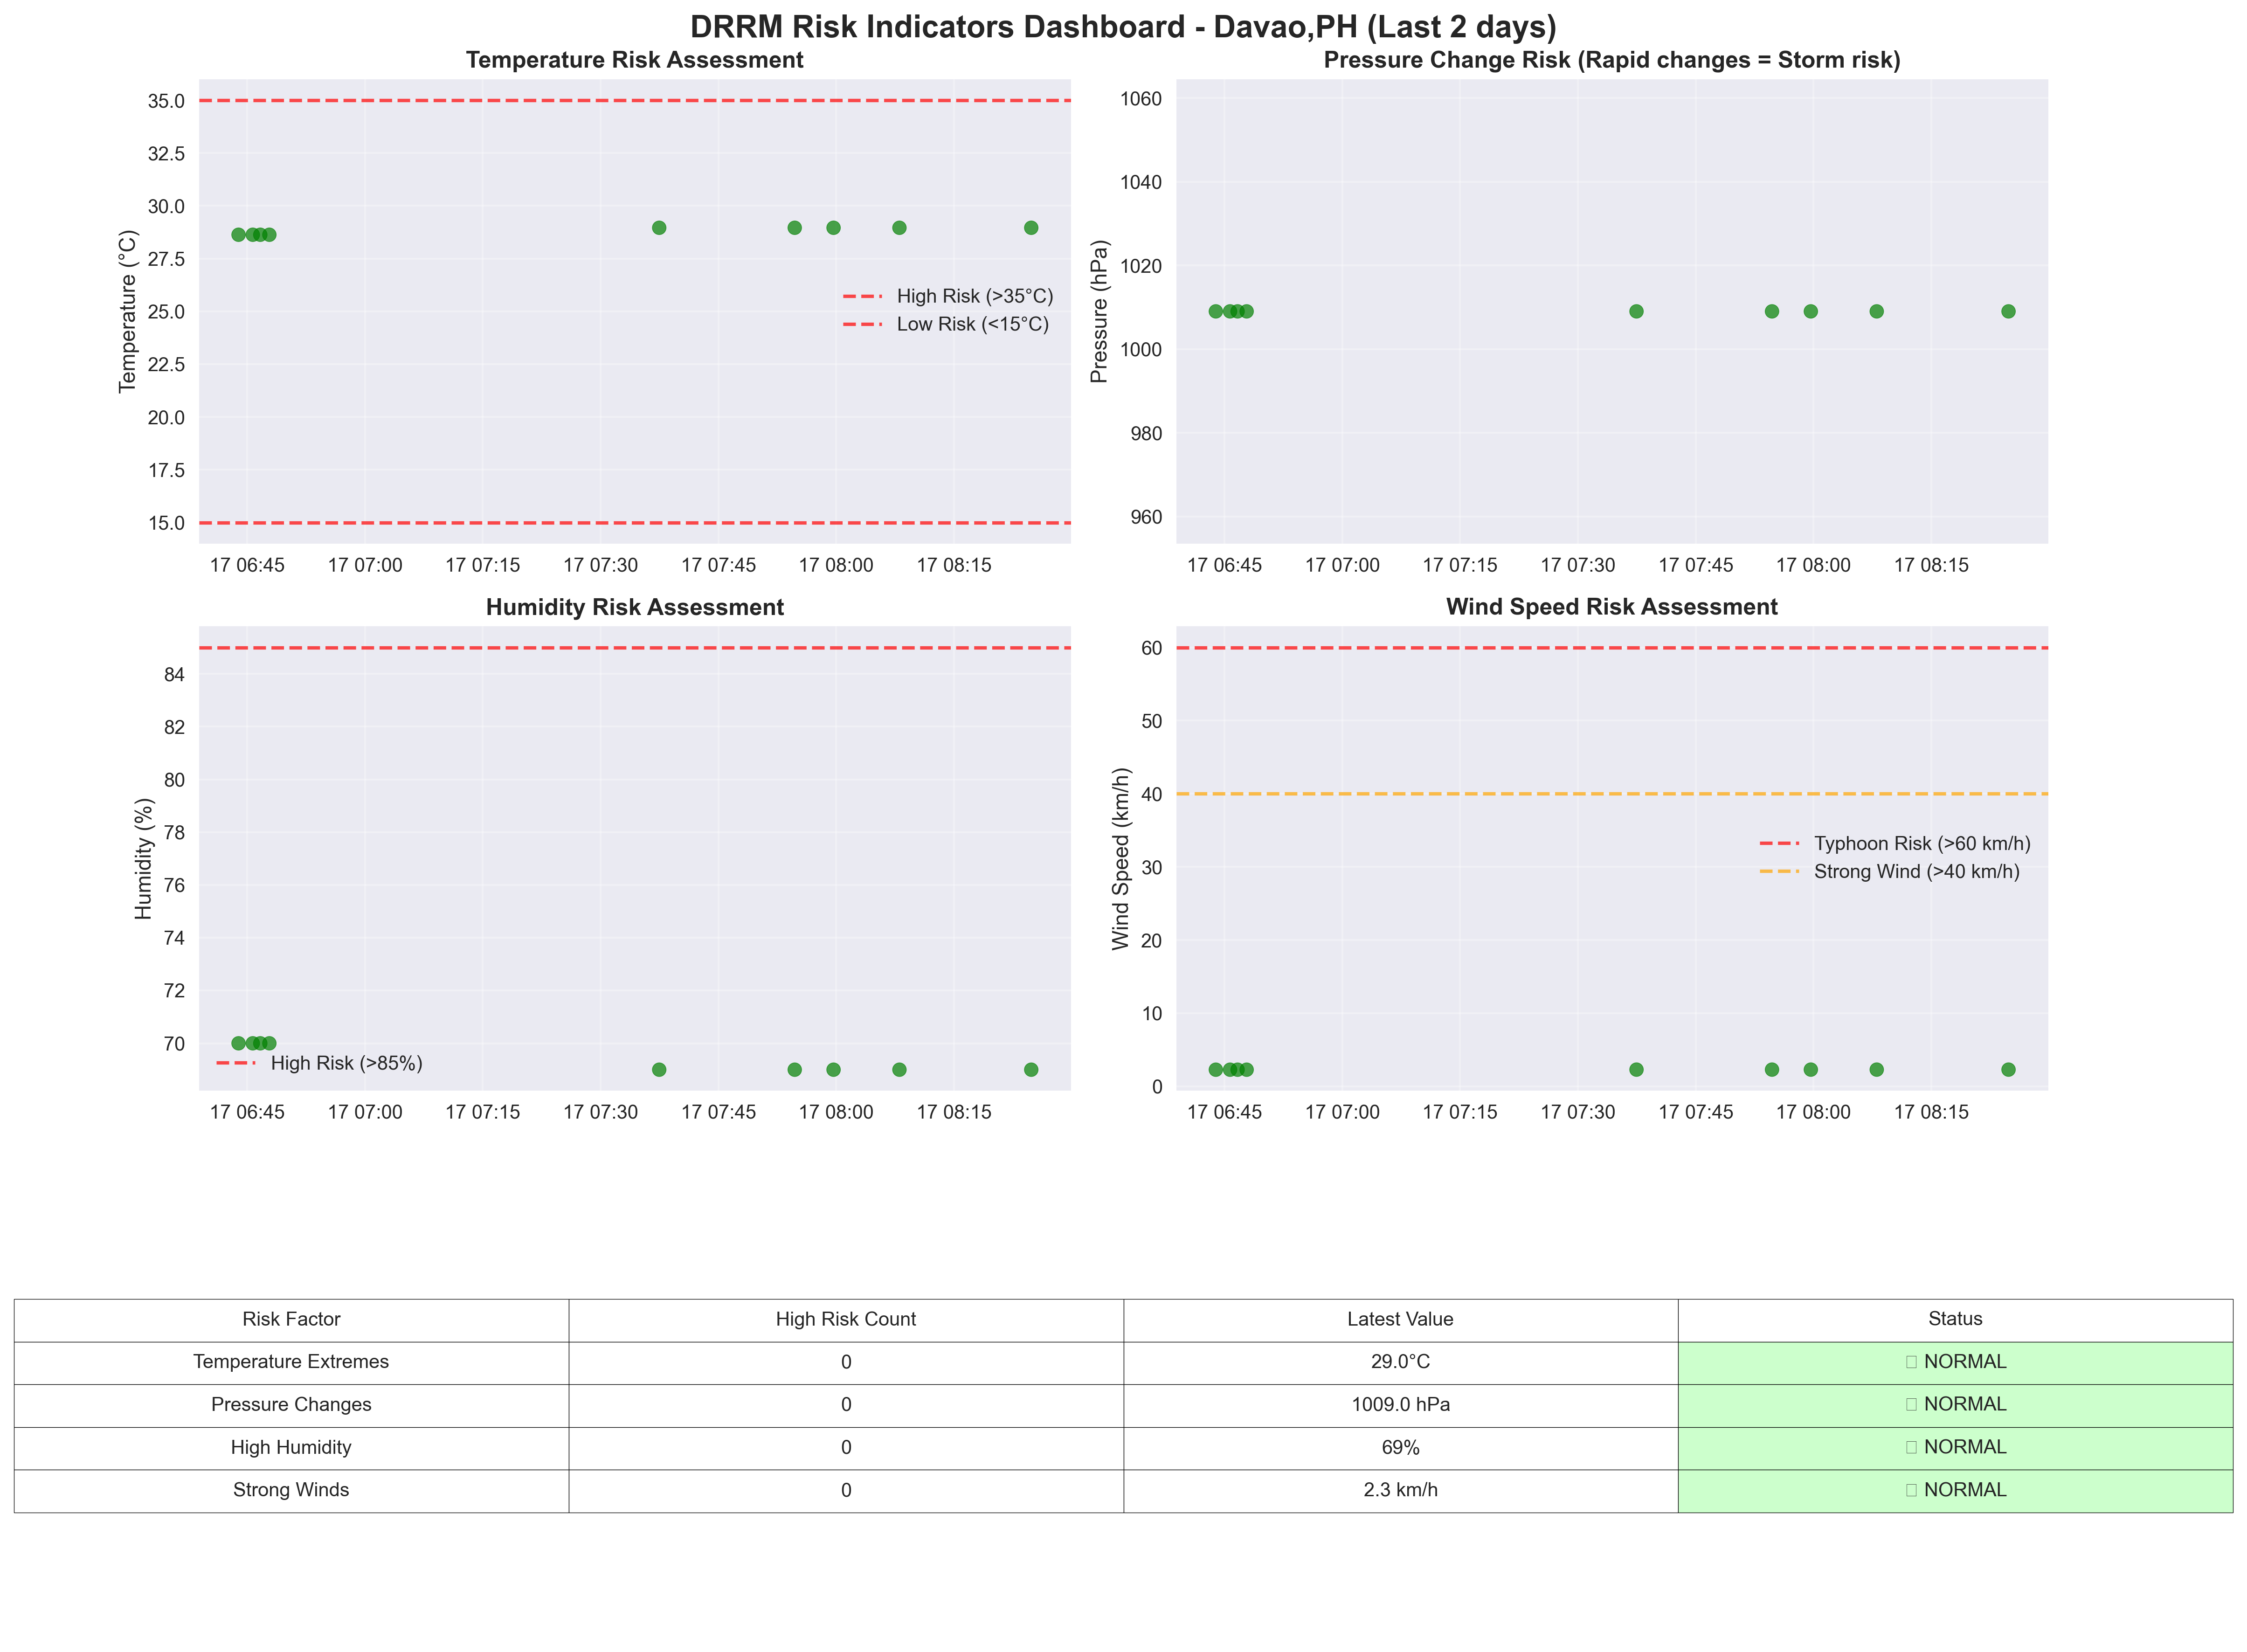 DRRM Risk Indicators Dashboard - Davao,PH (Last 2 days)
Temperature Risk Assessment
Temperature (°C)
35.0
32.5
30.0
27.5
25.0
22.5
20.0
17.5
15.0
High Risk (>35°C)
Low Risk (<15°C)
17 06:45 17 07:00 17 07:15 17 07:30 17 07:45 17 08:00 17 08:15
Pressure Change Risk (Rapid changes = Storm risk)
Pressure (hPa)
1060
1040
1020
1000
980
960
17 06:45 17 07:00 17 07:15 17 07:30 17 07:45 17 08:00 17 08:15
Humidity Risk Assessment
Humidity (%)
84
82
80
78
76
74
72
70
High Risk (>85%)
17 06:45 17 07:00 17 07:15 17 07:30 17 07:45 17 08:00 17 08:15
Wind Speed Risk Assessment
Wind Speed (km/h)
60
50
40
30
20
10
0
Typhoon Risk (>60 km/h)
Strong Wind (>40 km/h)
17 06:45 17 07:00 17 07:15 17 07:30 17 07:45 17 08:00 17 08:15
Risk Factor High Risk Count Latest Value Status
Temperature Extremes 0 29.0°C □ NORMAL
Pressure Changes 0 1009.0 hPa □ NORMAL
High Humidity 0 69% □ NORMAL
Strong Winds 0 2.3 km/h □ NORMAL